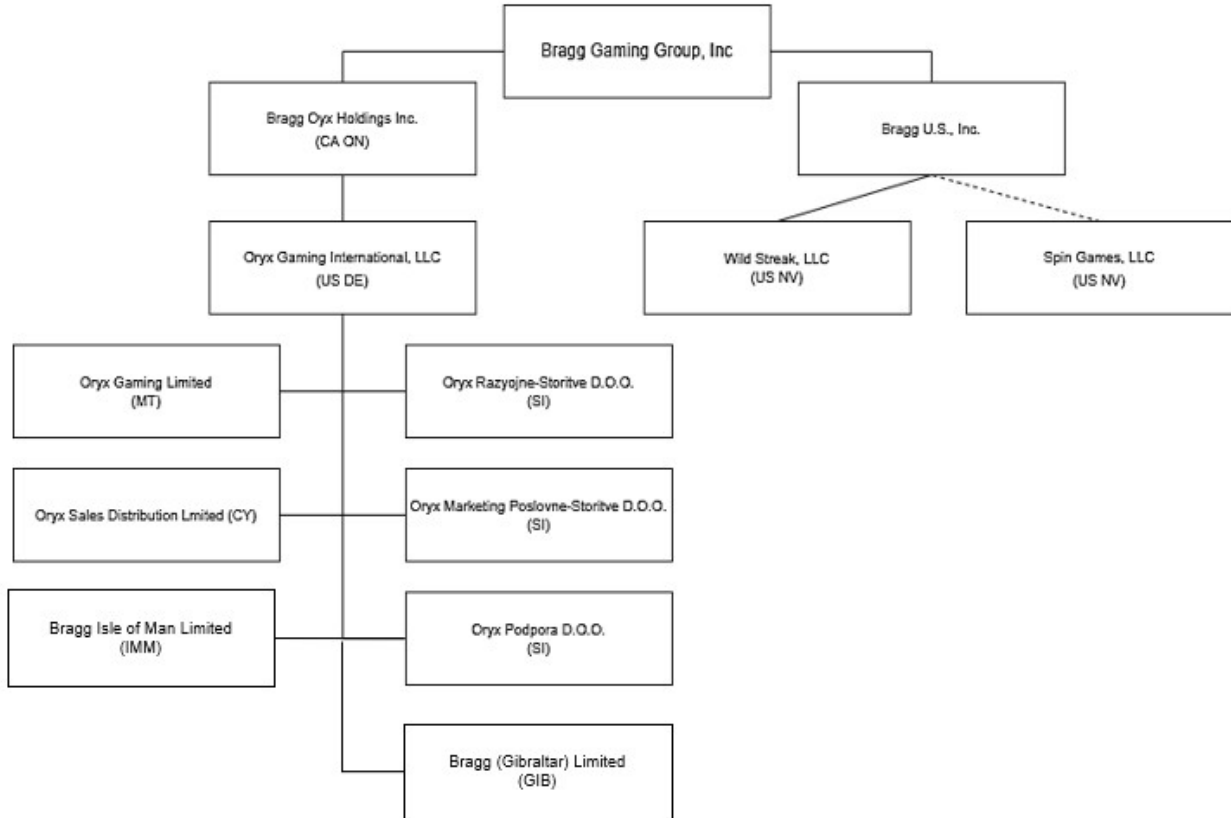 Bragg Gaming Group, Inc
Bragg Oyx Holdings Inc.
(CA ON)
Bragg U.S., Inc.
Oryx Gaming International, LLC
(US DE)
Wild Streak, LLC
(US NV)
Spin Games, LLC
(US NV)
Oryx Gaming Limited
(MT)
Oryx Razyojne-Storitve D.O.O.
(SI)
Oryx Sales Distribution Lmited (CY)
Oryx Marketing Poslovne-Storitve D.O.O.
(SI)
Bragg Isle of Man Limited
(IMM)
Oryx Podpora D.O.O.
(SI)
Bragg (Gibraltar) Limited
(GIB)